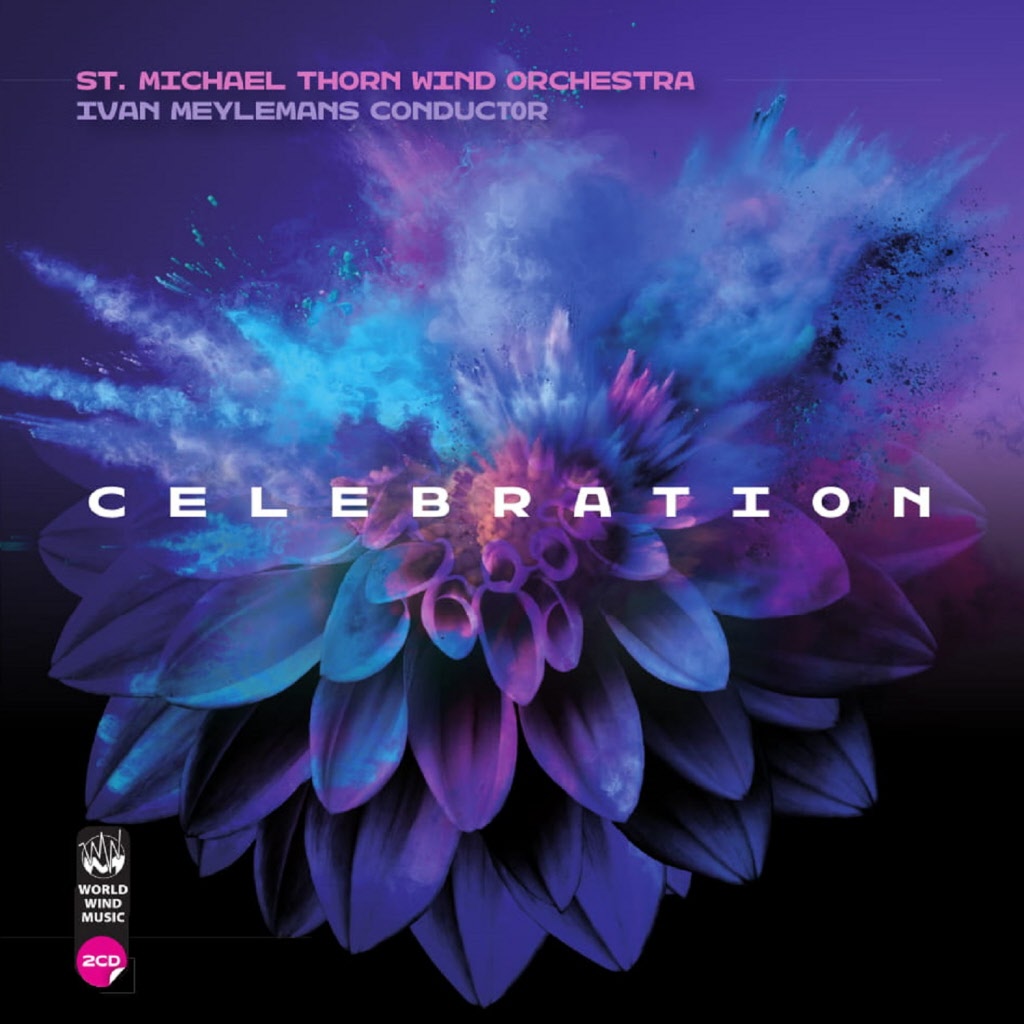 ST. MICHAEL THORN WIND ORCHESTRA
IVAN MEYLEMANS CONDUCTOR
CELEBRATION
WORLD
WIND
MUSIC
2CD